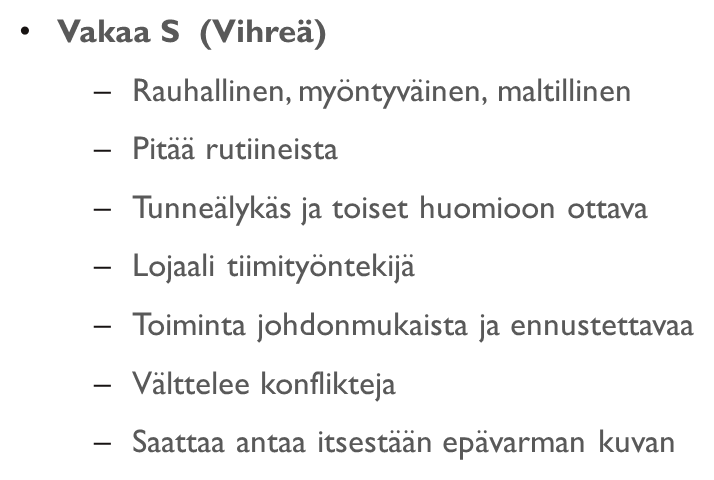 • Vakaa S (Vihreä)
– Rauhallinen, myöntyväinen, maltillinen
– Pitää rutiineista
– Tunneälykäs ja toiset huomioon ottava
– Lojaali tiimityöntekijä
– Toiminta johdonmukaista ja ennustettavaa
– Välttelee konflikteja
– Saattaa antaa itsestään epävarman kuvan